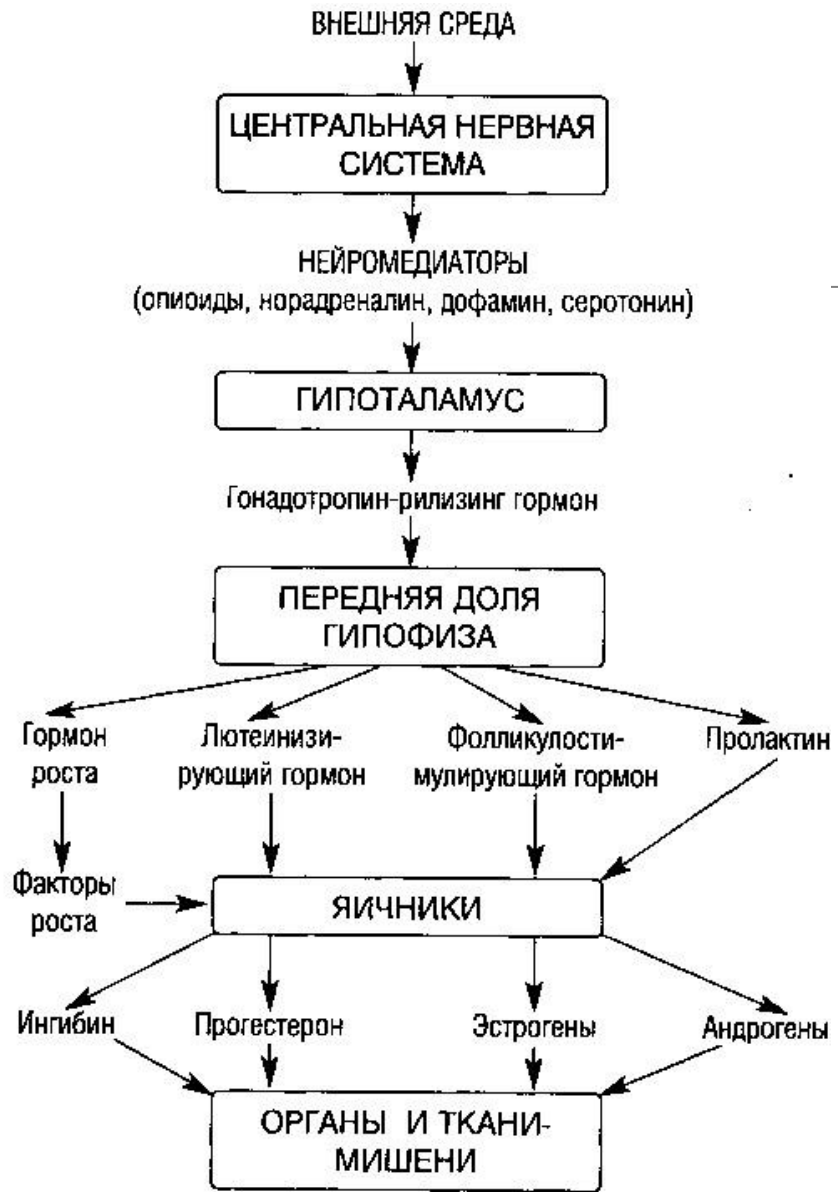 ВНЕШНЯЯ СРЕДА
ЦЕНТРАЛЬНАЯ НЕРВНАЯ
СИСТЕМА
НЕЙРОМЕДИАТОРЫ
(опиоиды, норадреналин, дофамин, серотонин)
ГИПОТАЛАМУС
Гонадотропин-рилизинг гормон
ПЕРЕДНЯЯ ДОЛЯ
ГИПОФИЗА
Гормон
роста
Лютеинизи-
рующий гормон
Фолликулости-
мулирующий гормон
Пролактин
Факторы
роста
ЯИЧНИКИ
Ингибин
Прогестерон
Эстрогены
Андрогены
ОРГАНЫ И ТКАНИ-
МИШЕНИ